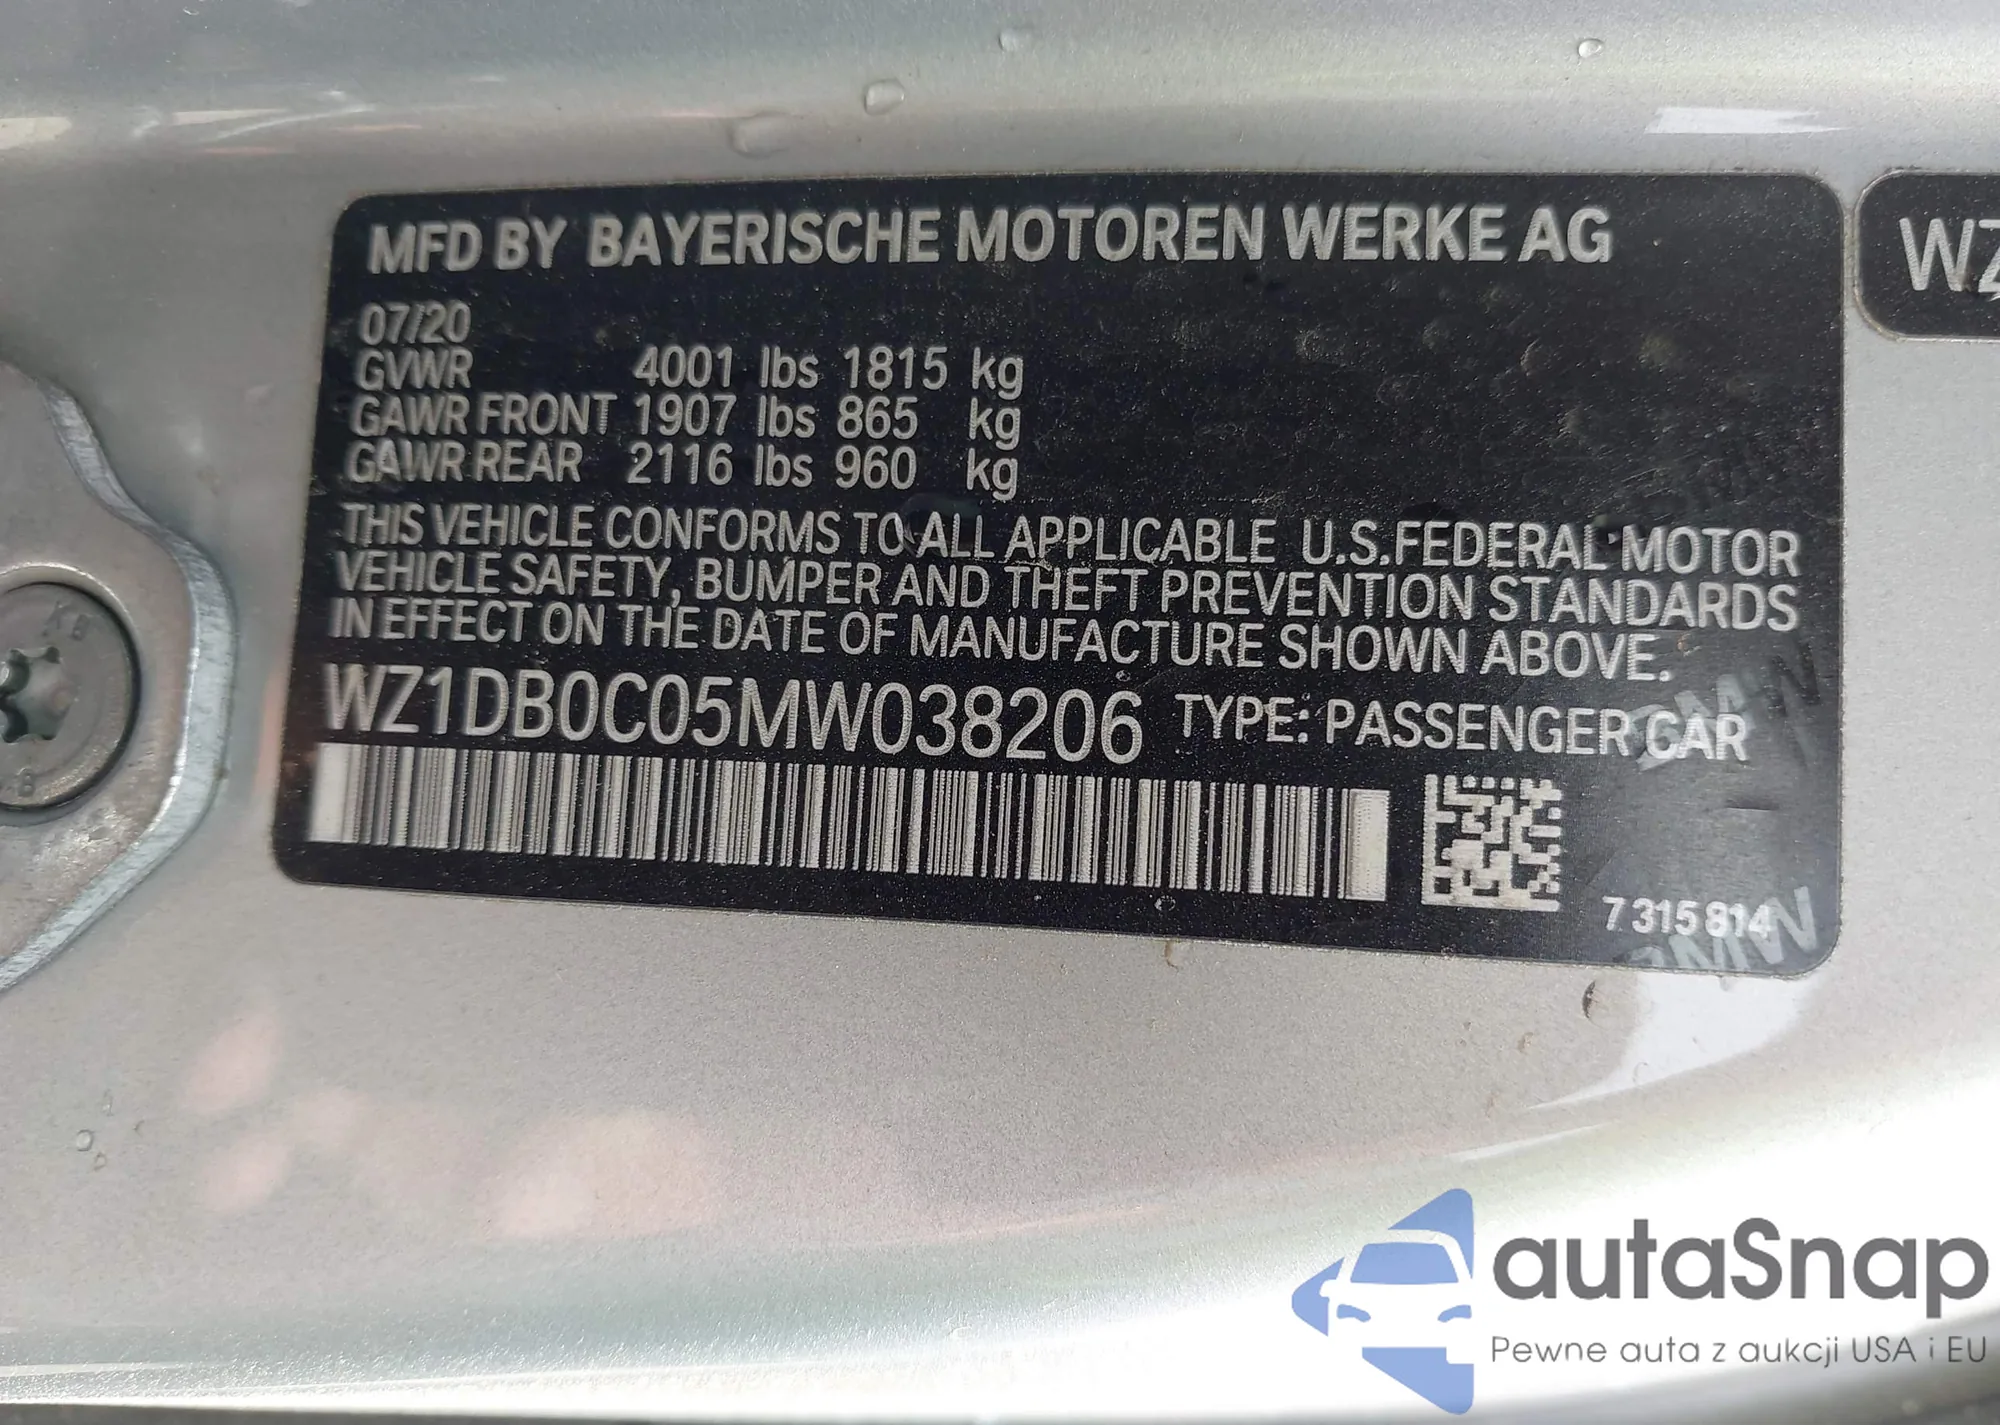 MFD BY BAYERISCHE MOTOREN WERKE AG
07/20
GVWR 4001 lbs 1815 kg
GAWR FRONT 1907 lbs 865 kg
GAWR REAR 2116 lbs 960 kg
THIS VEHICLE CONFORMS TO ALL APPLICABLE U.S.FEDERAL MOTOR
VEHICLE SAFETY, BUMPER AND THEFT PREVENTION STANDARDS
IN EFFECT ON THE DATE OF MANUFACTURE SHOWN ABOVE.
WZ1DB0C05MW038206 TYPE: PASSENGER CAR
7 315 814
BMW
BMW
WZ
autaSnap
Pewne auta z aukcji USA i EU